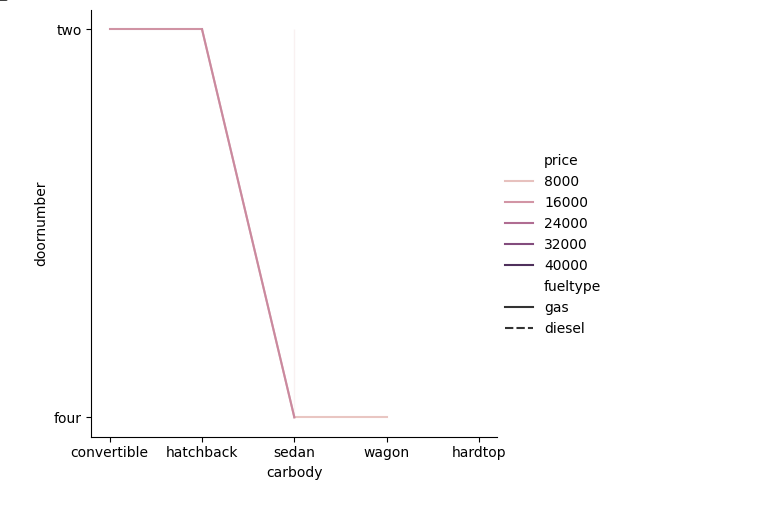 two
four
doornumber
convertible hatchback sedan wagon hardtop
carbody
price
8000
16000
24000
32000
40000
fueltype
gas
diesel